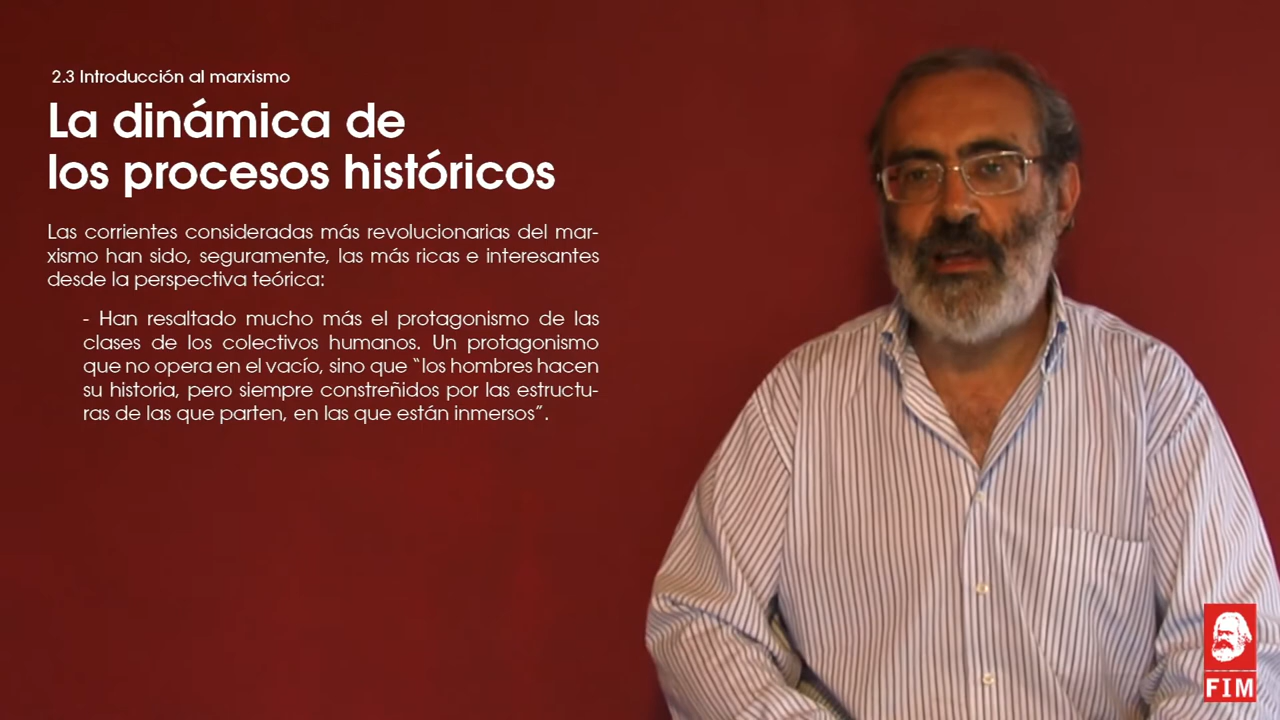 2.3 Introducción al marxismo
La dinámica de
los procesos históricos
Las corrientes consideradas más revolucionarias del mar-
xismo han sido, seguramente, las más ricas e interesantes
desde la perspectiva teórica:
- Han resaltado mucho más el protagonismo de las
clases de los colectivos humanos. Un protagonismo
que no opera en el vacío, sino que “los hombres hacen
su historia, pero siempre constreñidos por las estructu-
ras de las que parten, en las que están inmersos”.
FIM